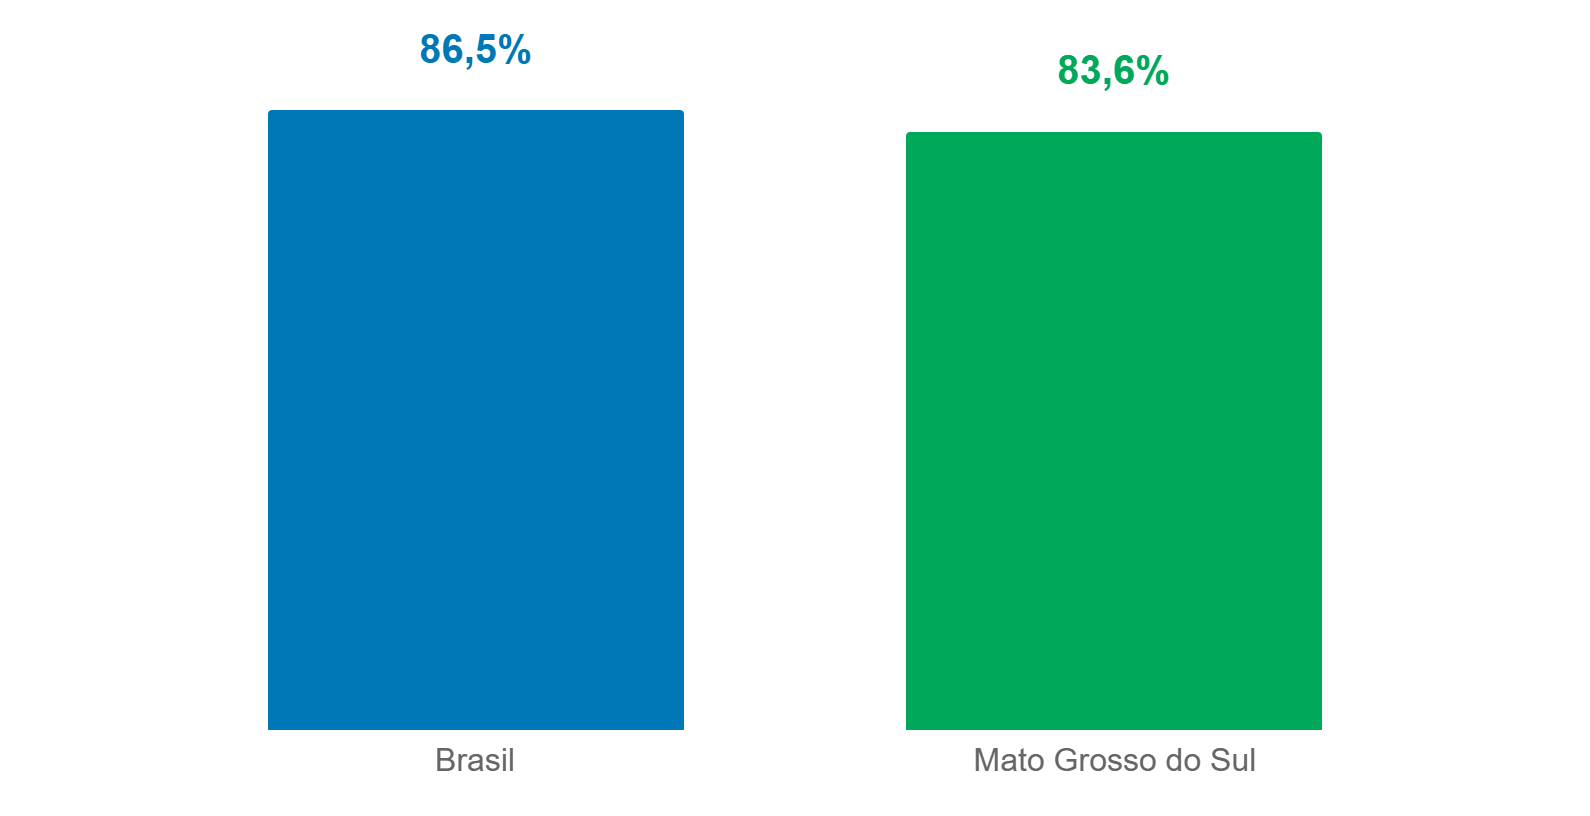 86,5%
83,6%
Brasil
Mato Grosso do Sul